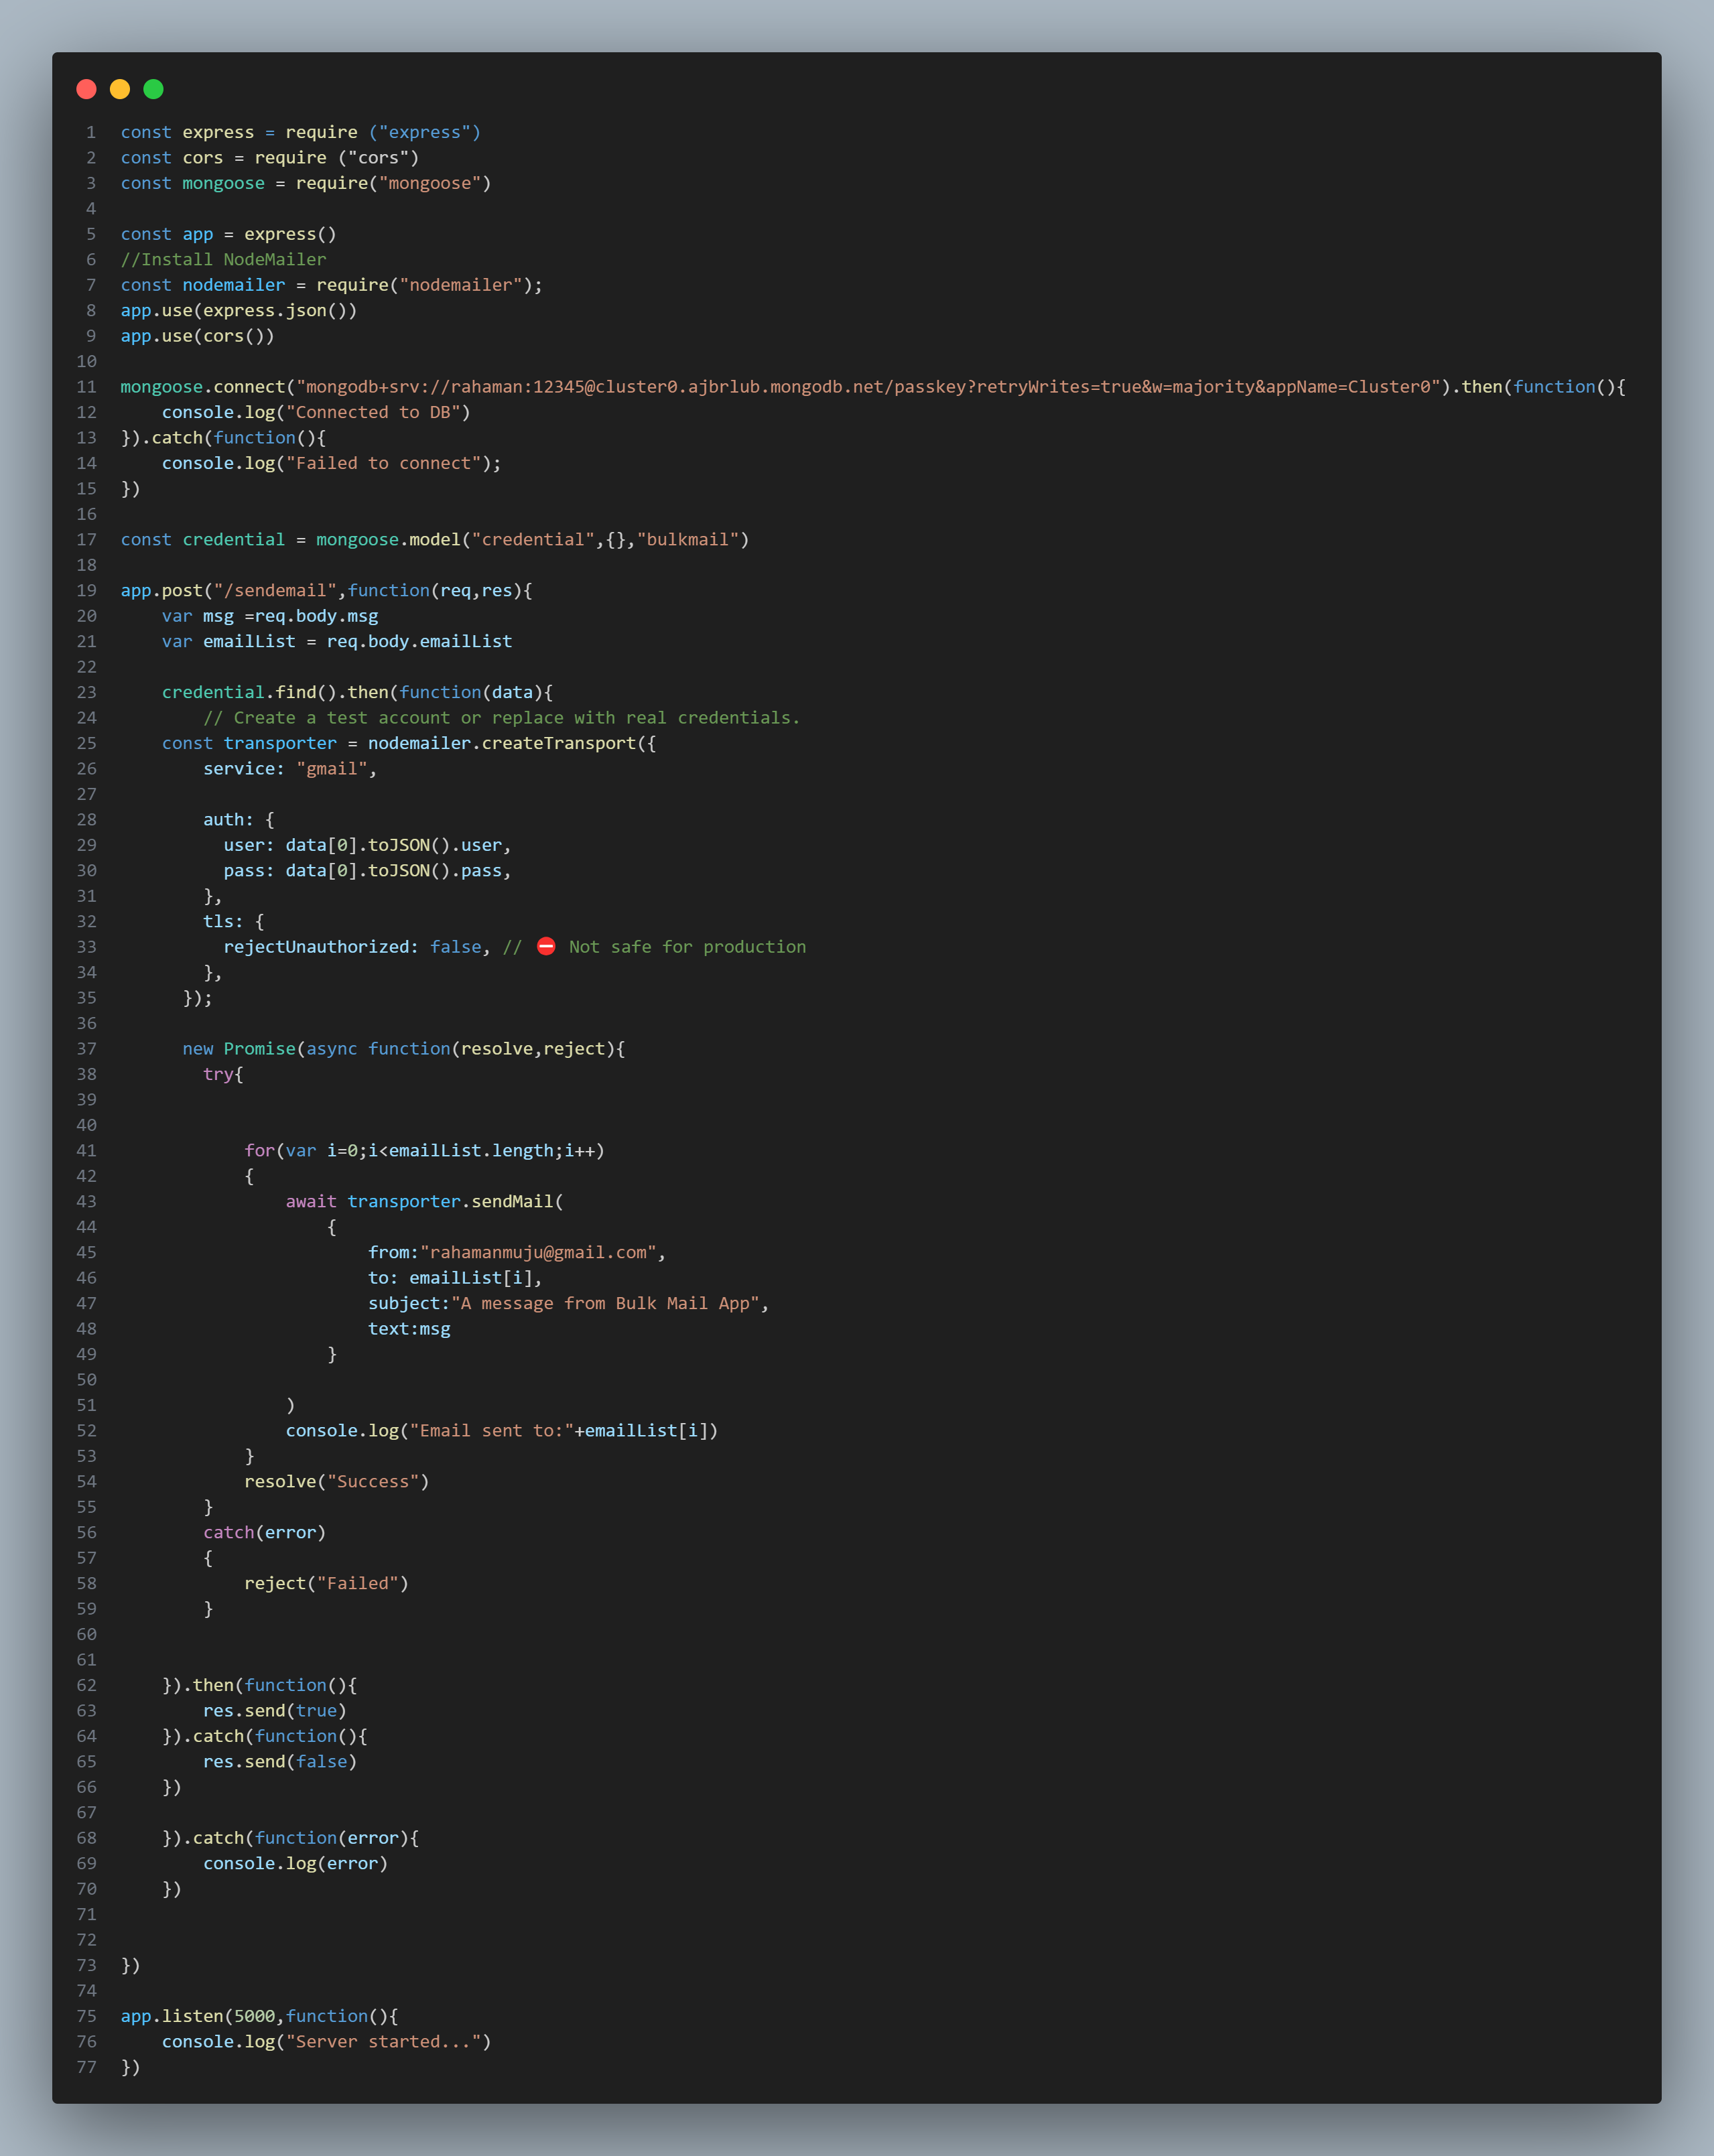 1 const express = require ("express")
2 const cors = require ("cors")
3 const mongoose = require("mongoose")
4
5 const app = express()
6 //Install NodeMailer
7 const nodemailer = require("nodemailer");
8 app.use(express.json())
9 app.use(cors())
10
11 mongoose.connect("mongodb+srv://rahaman:12345@cluster0.ajbrlub.mongodb.net/passkey?retryWrites=true&w=majority&appName=Cluster0").then(function(){
12     console.log("Connected to DB")
13 }).catch(function(){
14     console.log("Failed to connect");
15 })
16
17 const credential = mongoose.model("credential",{},"bulkmail")
18
19 app.post("/sendemail",function(req,res){
20     var msg =req.body.msg
21     var emailList = req.body.emailList
22
23     credential.find().then(function(data){
24         // Create a test account or replace with real credentials.
25     const transporter = nodemailer.createTransport({
26         service: "gmail",
27
28         auth: {
29           user: data[0].toJSON().user,
30           pass: data[0].toJSON().pass,
31         },
32         tls: {
33           rejectUnauthorized: false, // ⛔ Not safe for production
34         },
35       });
36
37       new Promise(async function(resolve,reject){
38         try{
39
40
41             for(var i=0;i<emailList.length;i++)
42             {
43                 await transporter.sendMail(
44                     {
45                         from:"rahamanmuju@gmail.com",
46                         to: emailList[i],
47                         subject:"A message from Bulk Mail App",
48                         text:msg
49                     }
50
51                 )
52                 console.log("Email sent to:"+emailList[i])
53             }
54             resolve("Success")
55         }
56         catch(error)
57         {
58             reject("Failed")
59         }
60
61
62     }).then(function(){
63         res.send(true)
64     }).catch(function(){
65         res.send(false)
66     })
67
68     }).catch(function(error){
69         console.log(error)
70     })
71
72
73 })
74
75 app.listen(5000,function(){
76     console.log("Server started...")
77 })